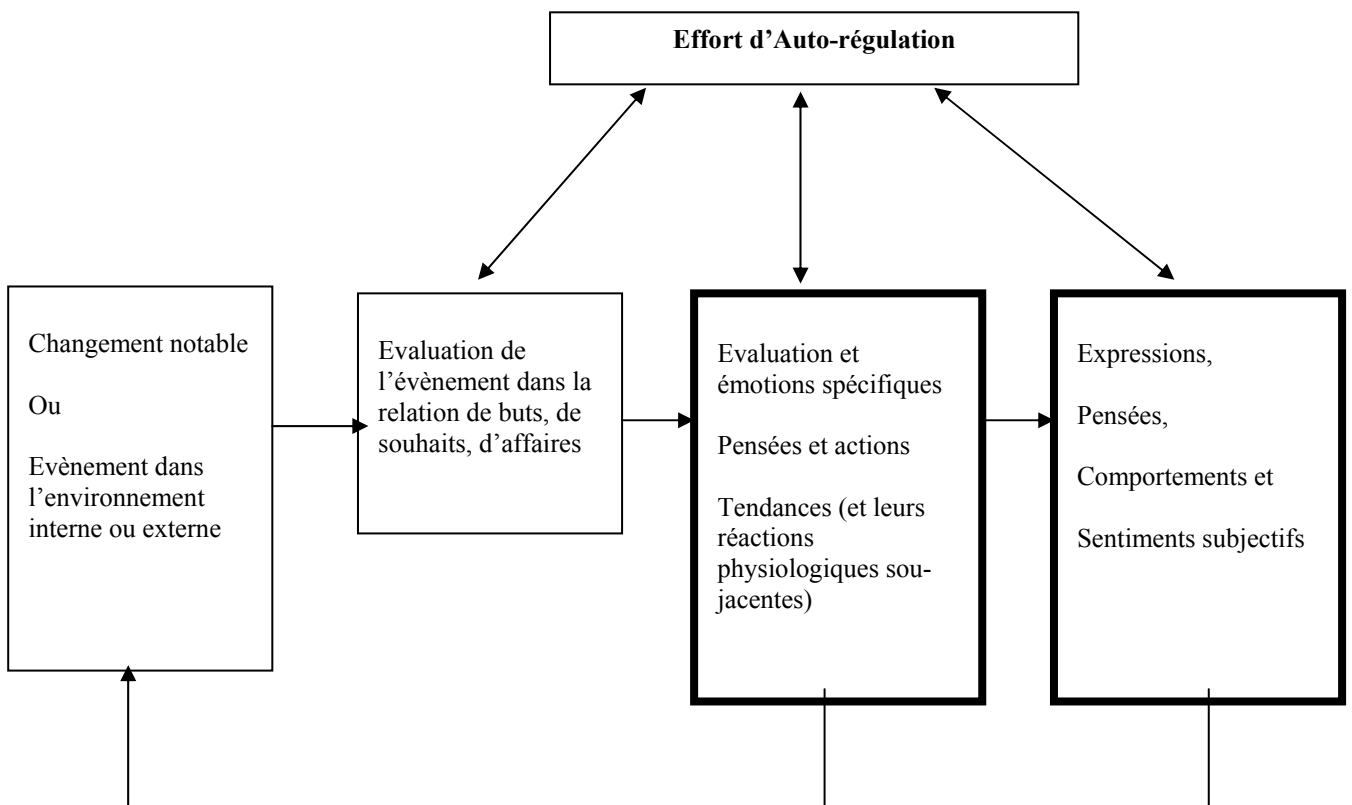 Effort d’Auto-régulation
Changement notable
Ou
Evènement dans
l’environnement
interne ou externe
Evaluation de
l’évènement dans la
relation de buts, de
souhaits, d’affaires
Evaluation et
émotions spécifiques
Pensées et actions
Tendances (et leurs
réactions
physiologiques sou-
jacentes)
Expressions,
Pensées,
Comportements et
Sentiments subjectifs